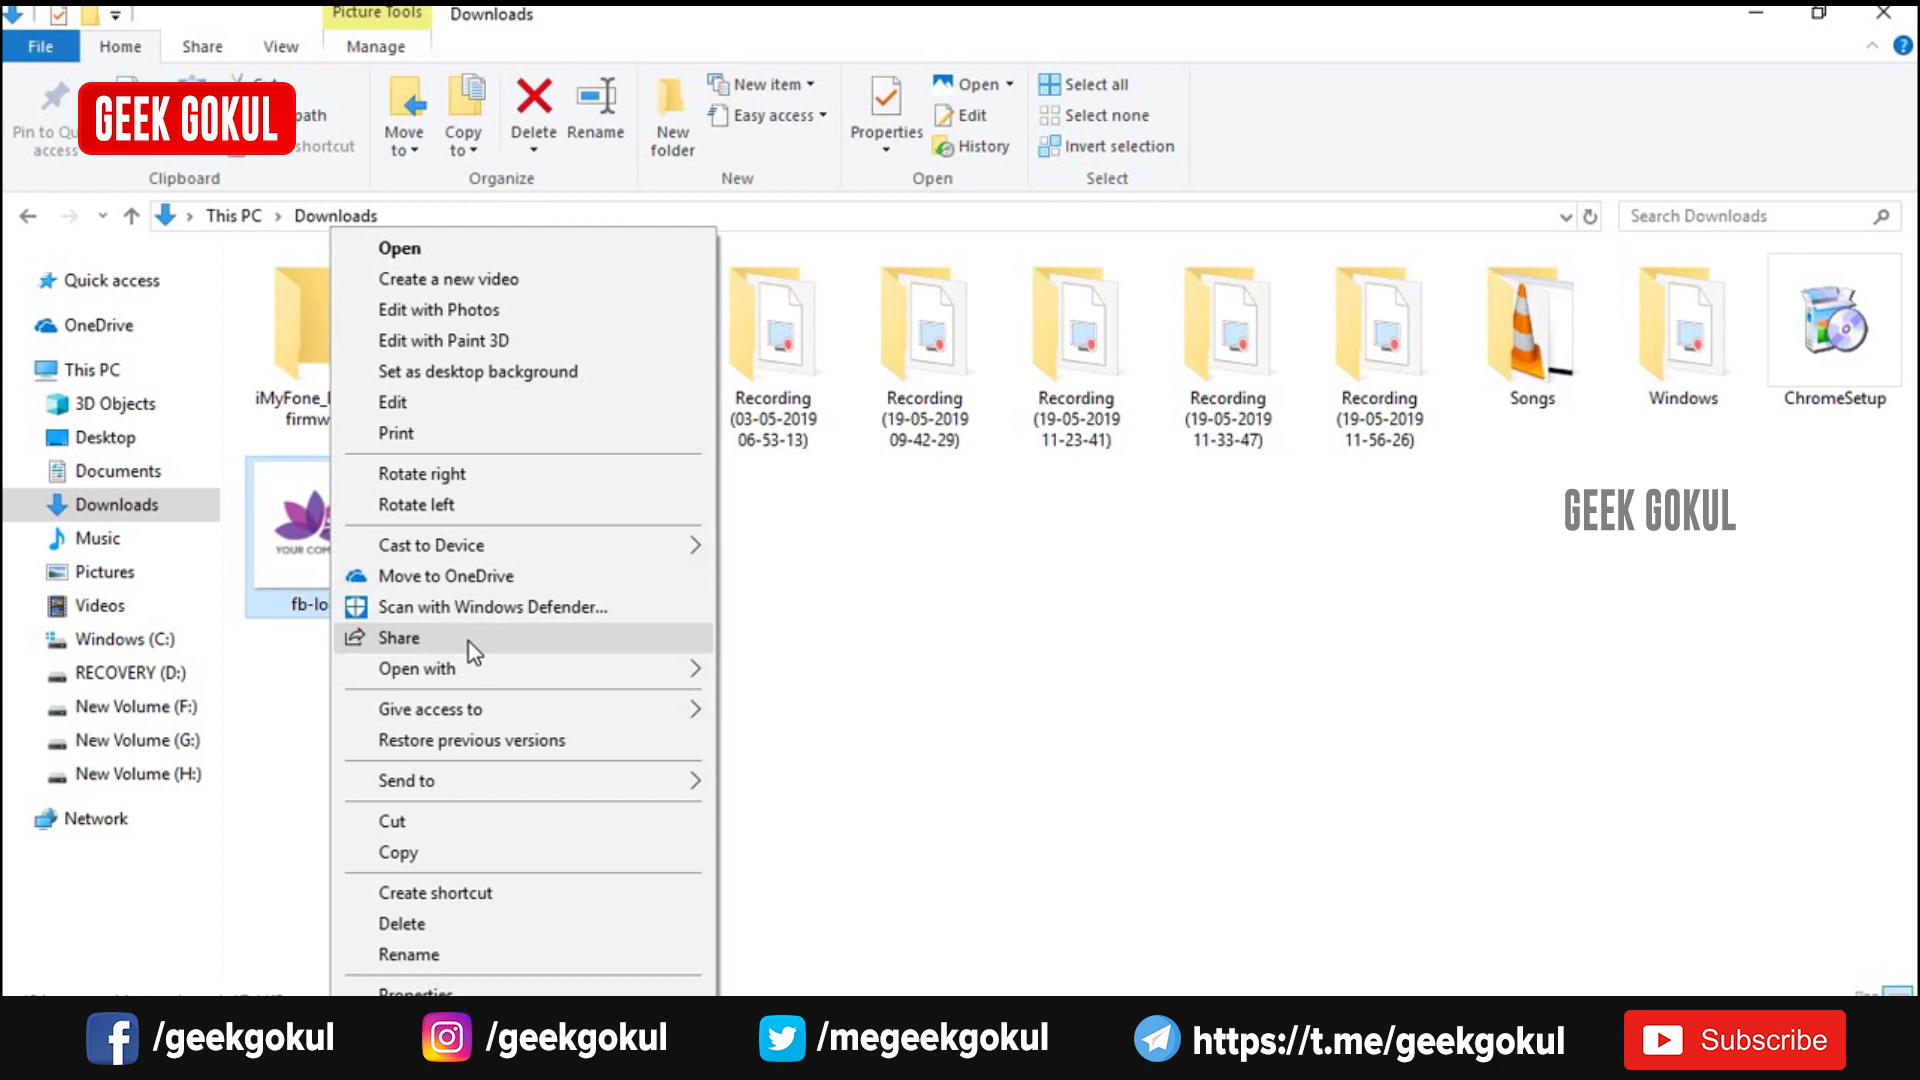 Picture Tools
Downloads
File
Home
Share
View
Manage
GEEK GOKUL
Pin to
access
path
shortcut
Clipboard
Move
to
Copy
to
Delete
Rename
Organize
New
folder
New item
Easy access
New
Properties
Open
Edit
History
Open
Select all
Select none
Invert selection
Select
This PC
Downloads
Search Downloads
Quick access
OneDrive
This PC
3D Objects
Desktop
Documents
Downloads
Music
Pictures
Videos
Windows (C:)
RECOVERY (D:)
New Volume (F:)
New Volume (G:)
New Volume (H:)
Network
iMyFone_
firmw
YOUR COM
fb-lo
Open
Create a new video
Edit with Photos
Edit with Paint 3D
Set as desktop background
Edit
Print
Rotate right
Rotate left
Cast to Device
Move to OneDrive
Scan with Windows Defender...
Share
Open with
Give access to
Restore previous versions
Send to
Cut
Copy
Create shortcut
Delete
Rename
Properties
Recording
(03-05-2019
06-53-13)
Recording
(19-05-2019
09-42-29)
Recording
(19-05-2019
11-23-41)
Recording
(19-05-2019
11-33-47)
Recording
(19-05-2019
11-56-26)
Songs
Windows
ChromeSetup
GEEK GOKUL
/geekgokul
/geekgokul
/megeekgokul
https://t.me/geekgokul
Subscribe